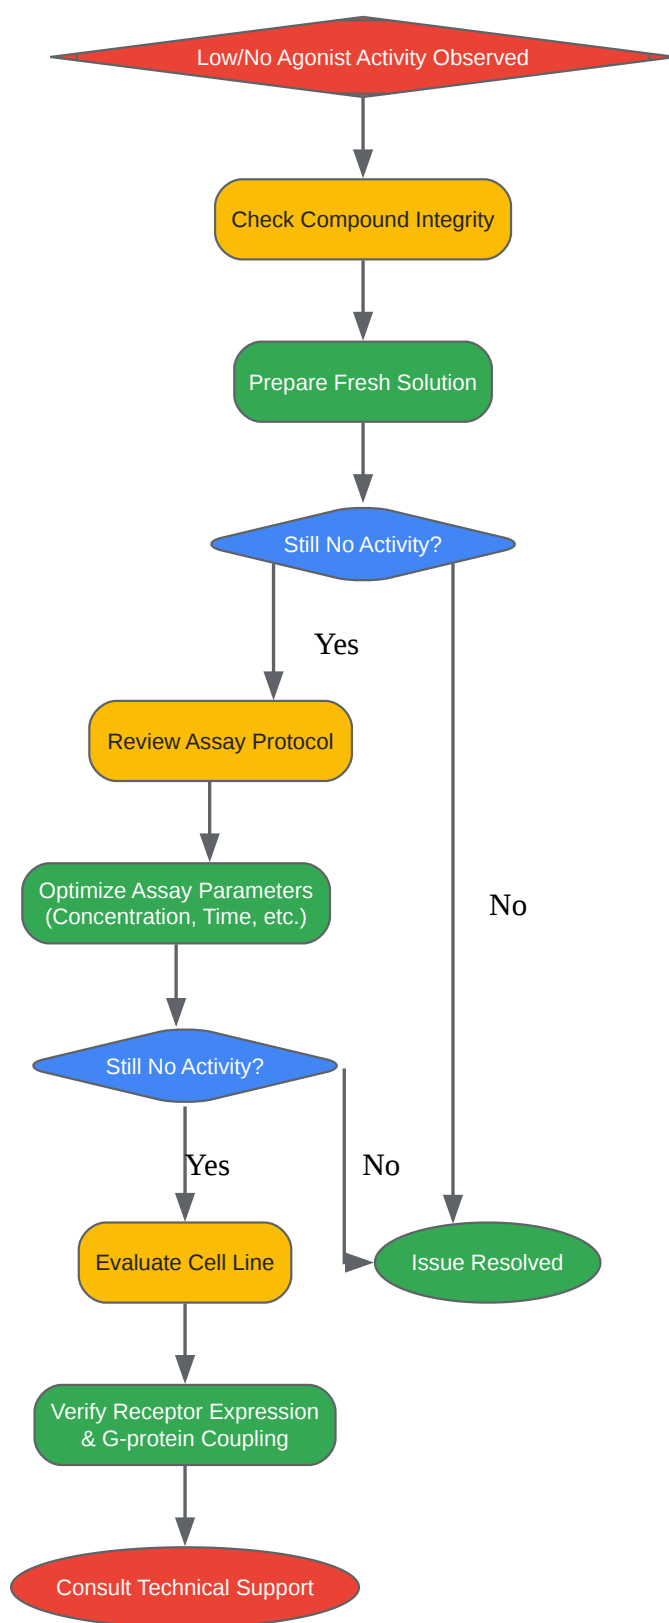 Low/No Agonist Activity Observed
Check Compound Integrity
Prepare Fresh Solution
Still No Activity?
Yes
Review Assay Protocol
Optimize Assay Parameters
(Concentration, Time, etc.)
No
Still No Activity?
Yes
No
Evaluate Cell Line
Issue Resolved
Verify Receptor Expression
& G-protein Coupling
Consult Technical Support